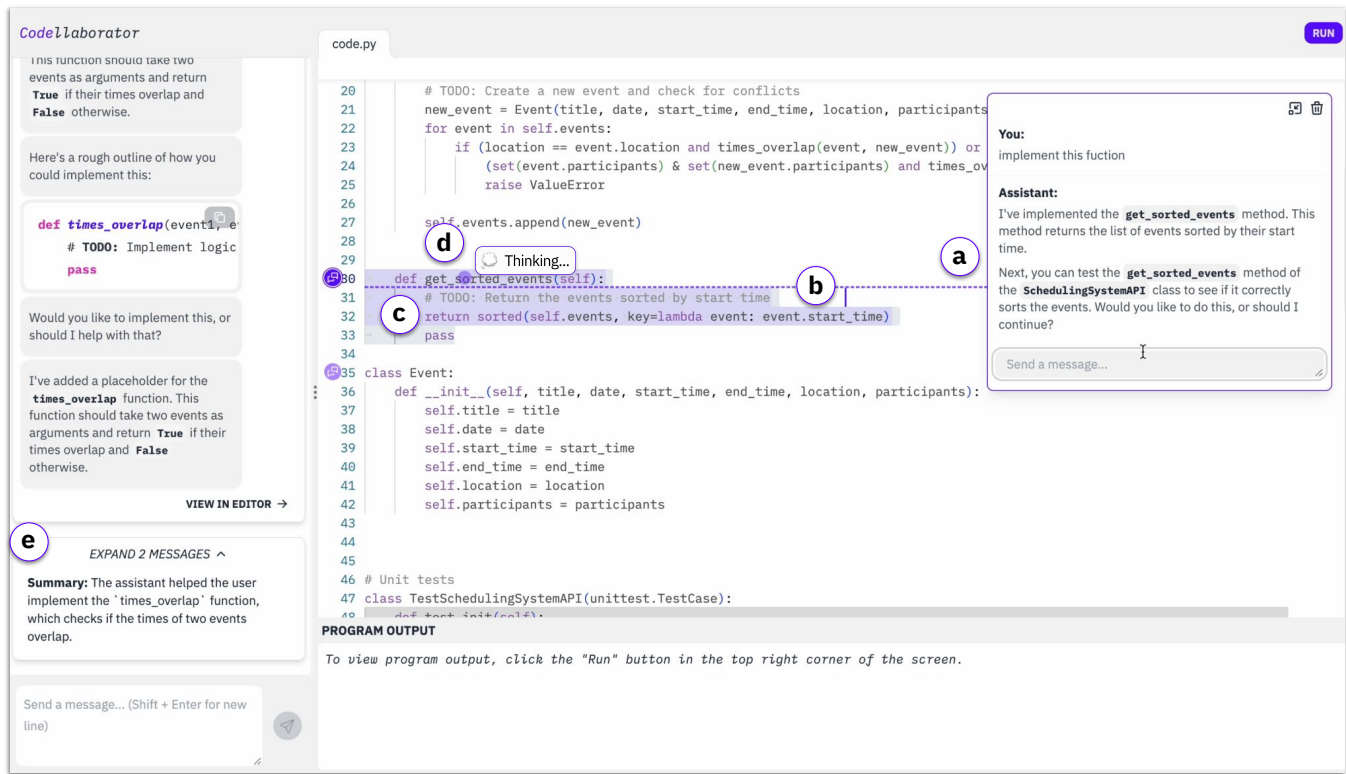 Codellaborator
This function should take two
events as arguments and return
True if their times overlap and
False otherwise.
Here's a rough outline of how you
could implement this:
def times_overlap(event1, e
# TODO: Implement logic
pass
Would you like to implement this, or
should I help with that?
I've added a placeholder for the
times_overlap function. This
function should take two events as
arguments and return True if their
times overlap and False
otherwise.
VIEW IN EDITOR →
e
EXPAND 2 MESSAGES
Summary: The assistant helped the user
implement the `times_overlap` function,
which checks if the times of two events
overlap.
Send a message... (Shift + Enter for new
line)
code.py
RUN
20 # TODO: Create a new event and check for conflicts
21 new_event = Event(title, date, start_time, end_time, location, participants
22 for event in self.events:
23 if (location == event.location and times_overlap(event, new_event)) or
24 (set(event.participants) & set(new_event.participants) and times_ov
25 raise ValueError
26
27 self.events.append(new_event)
28
d
Thinking...
29
30 def get_sorted_events(self):
b
31 # TODO: Return the events sorted by start time
c
32 return sorted(self.events, key=lambda event: event.start_time)
33 pass
34
35 class Event:
36 def __init__(self, title, date, start_time, end_time, location, participants):
37 self.title = title
38 self.date = date
39 self.start_time = start_time
40 self.end_time = end_time
41 self.location = location
42 self.participants = participants
43
44
45
46 # Unit tests
47 class TestSchedulingSystemAPI(unittest.TestCase):
48 def test_init(self):
a
You:
implement this fuction
Assistant:
I've implemented the get_sorted_events method. This
method returns the list of events sorted by their start
time.
Next, you can test the get_sorted_events method of
the SchedulingSystemAPI class to see if it correctly
sorts the events. Would you like to do this, or should I
continue?
Send a message...
PROGRAM OUTPUT
To view program output, click the "Run" button in the top right corner of the screen.